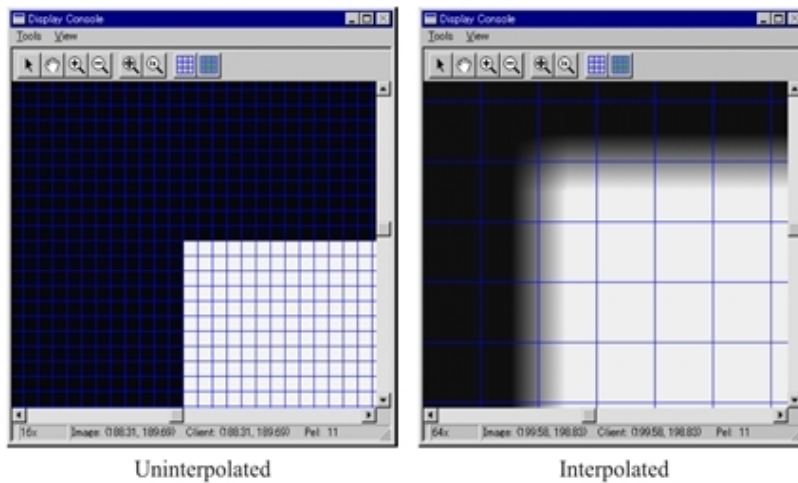 Display Console
Tools View
16x Image: (188.31, 189.69) Client: (188.31, 189.69) Pel: 11
Uninterpolated
Display Console
Tools View
64x Image: (199.58, 198.83) Client: (199.58, 198.83) Pel: 11
Interpolated